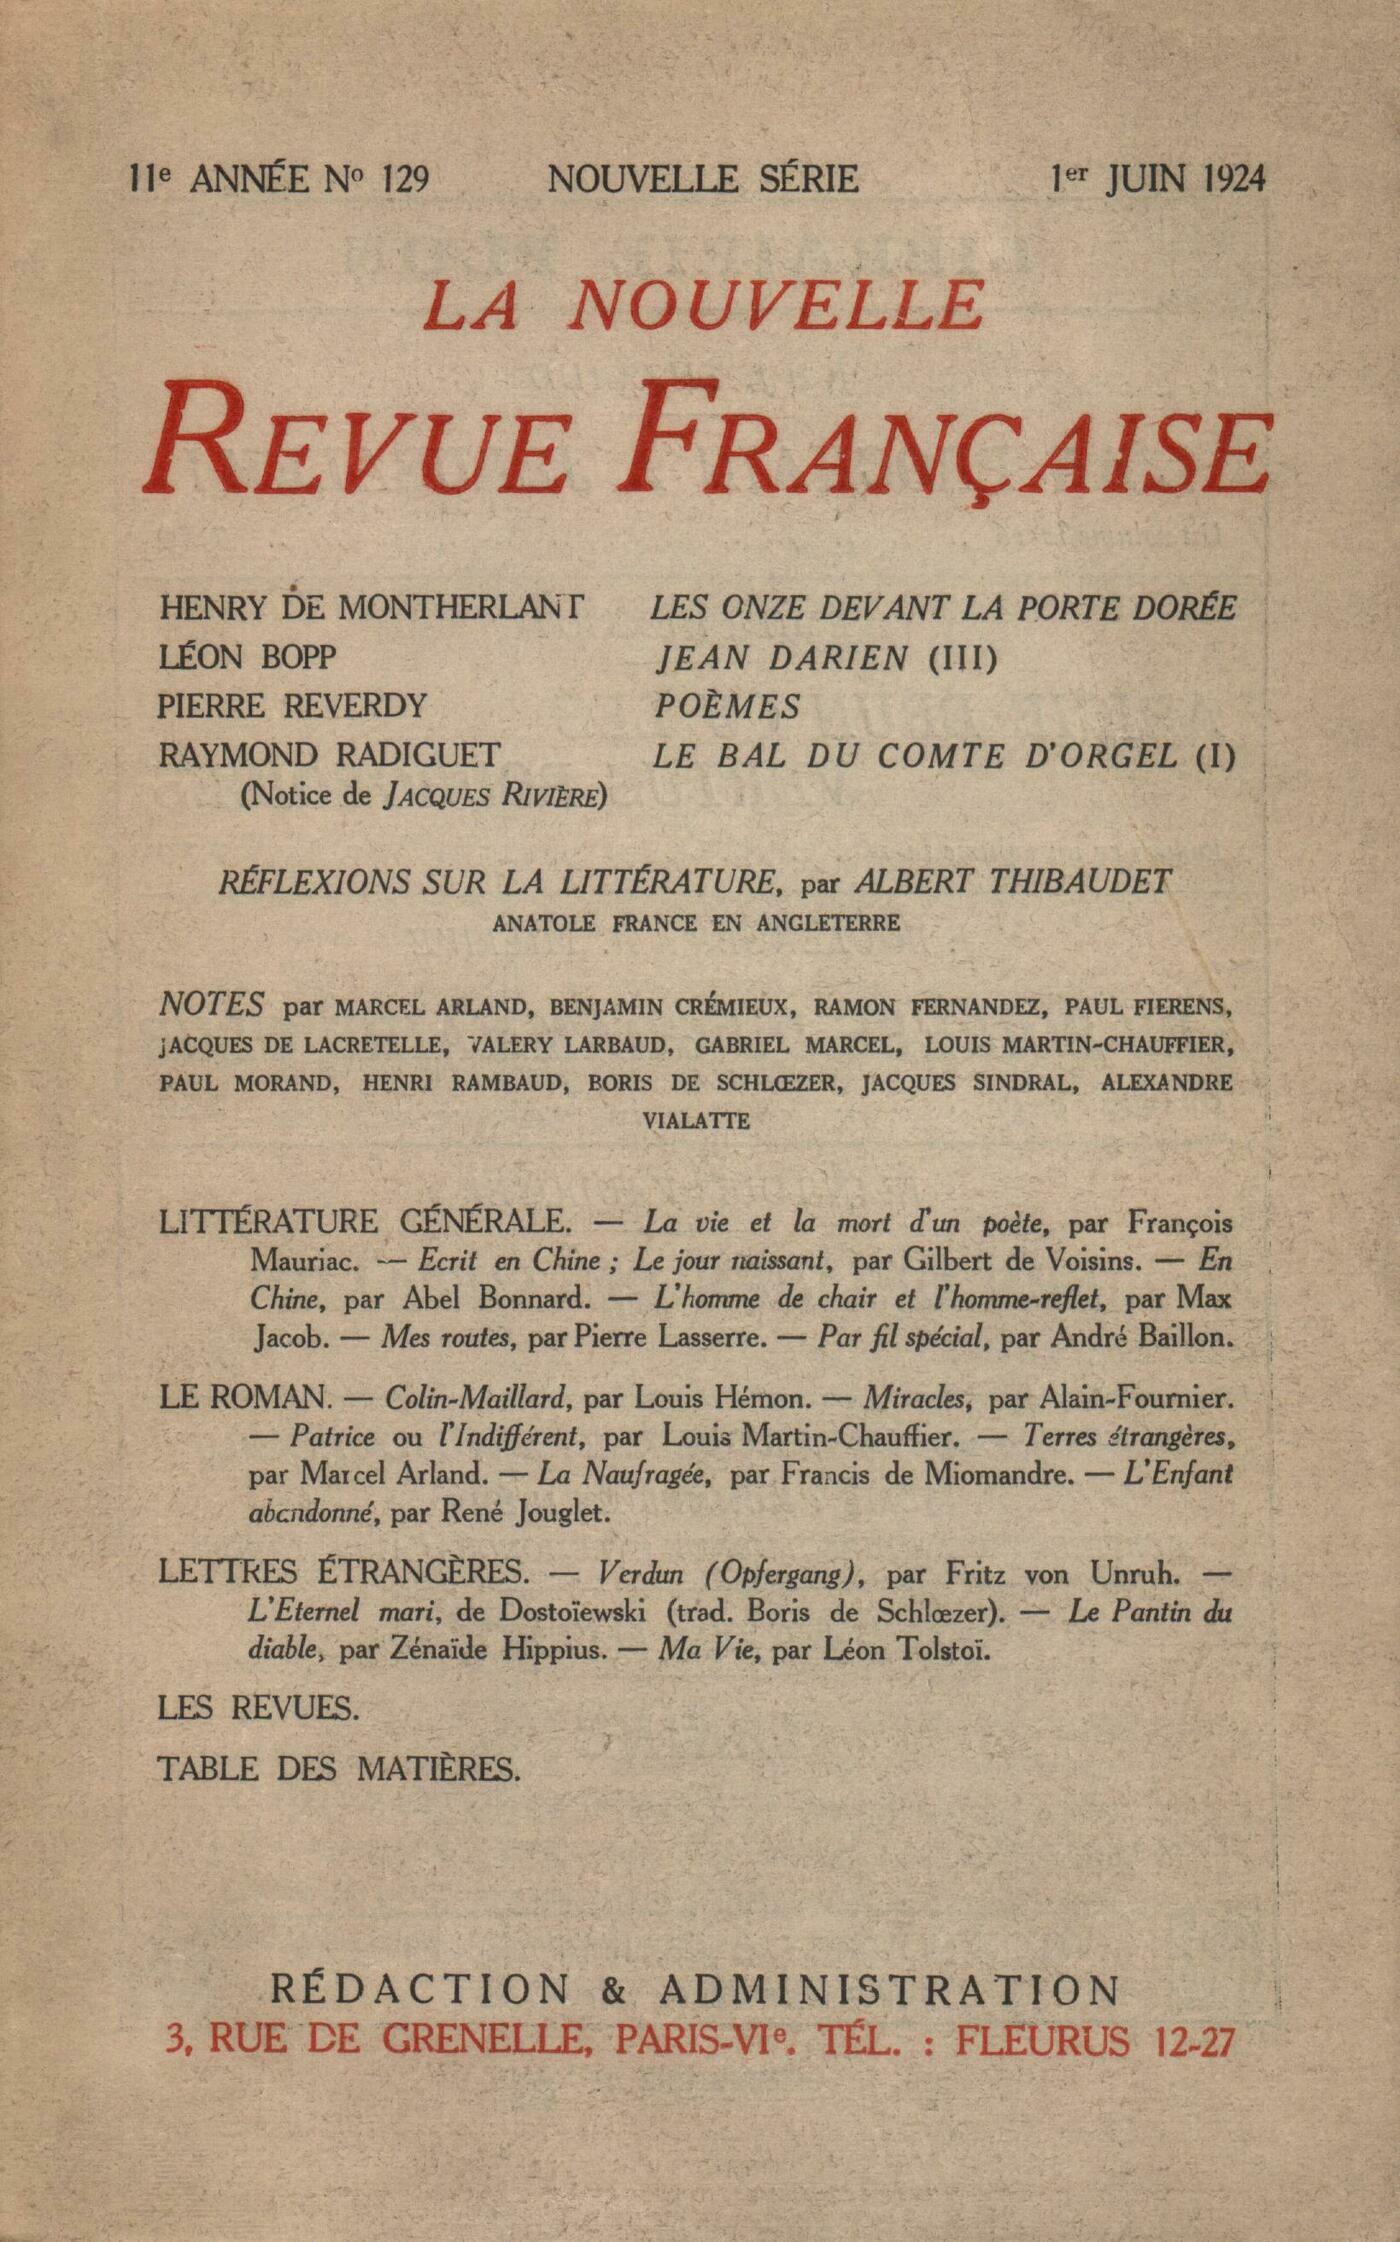 11e ANNÉE No 129 NOUVELLE SÉRIE 1er JUIN 1924
LA NOUVELLE
REVUE FRANÇAISE
HENRY DE MONTHERLANT LES ONZE DEVANT LA PORTE DORÉE
LÉON BOPP JEAN DARIEN (III)
PIERRE REVERDY POÈMES
RAYMOND RADIGUET LE BAL DU COMTE D'ORGEL (I)
(Notice de JACQUES RIVIÈRE)
RÉFLEXIONS SUR LA LITTÉRATURE, par ALBERT THIBAUDET
ANATOLE FRANCE EN ANGLETERRE
NOTES par MARCEL ARLAND, BENJAMIN CRÉMIEUX, RAMON FERNANDEZ, PAUL FIERENS,
JACQUES DE LACRETELLE, VALERY LARBAUD, GABRIEL MARCEL, LOUIS MARTIN-CHAUFFIER,
PAUL MORAND, HENRI RAMBAUD, BORIS DE SCHLŒZER, JACQUES SINDRAL, ALEXANDRE
VIALATTE
LITTÉRATURE GÉNÉRALE. — La vie et la mort d'un poète, par François
Mauriac. — Ecrit en Chine ; Le jour naissant, par Gilbert de Voisins. — En
Chine, par Abel Bonnard. — L'homme de chair et l'homme-reflet, par Max
Jacob. — Mes routes, par Pierre Lasserre. — Par fil spécial, par André Baillon.
LE ROMAN. — Colin-Maillard, par Louis Hémon. — Miracles, par Alain-Fournier.
— Patrice ou l'Indifférent, par Louis Martin-Chauffier. — Terres étrangères,
par Marcel Arland. — La Naufragée, par Francis de Miomandre. — L'Enfant
abandonné, par René Jouglet.
LETTRES ÉTRANGÈRES. — Verdun (Opfergang), par Fritz von Unruh. —
L'Eternel mari, de Dostoïewski (trad. Boris de Schlœzer). — Le Pantin du
diable, par Zénaïde Hippius. — Ma Vie, par Léon Tolstoï.
LES REVUES.
TABLE DES MATIÈRES.
RÉDACTION & ADMINISTRATION
3, RUE DE GRENELLE, PARIS-VIe. TÉL. : FLEURUS 12-27